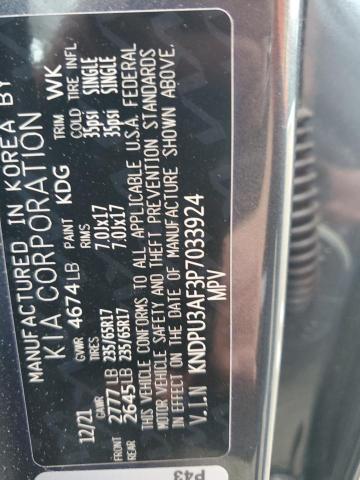 MANUFACTURED IN KOREA BY
KIA CORPORATION
GVWR 4674 LB PAINT KDG TRIM WK
12/21 GAWR TIRES RIMS COLD TIRE INFL
FRONT 2777 LB 235/65R17 7.0Jx17 35psi SINGLE
REAR 2645 LB 235/65R17 7.0Jx17 35psi SINGLE
THIS VEHICLE CONFORMS TO ALL APPLICABLE U.S.A. FEDERAL
MOTOR VEHICLE SAFETY AND THEFT PREVENTION STANDARDS
IN EFFECT ON THE DATE OF MANUFACTURE SHOWN ABOVE.
V.I.N KNDPU3AF3P7033924
MPV
P43